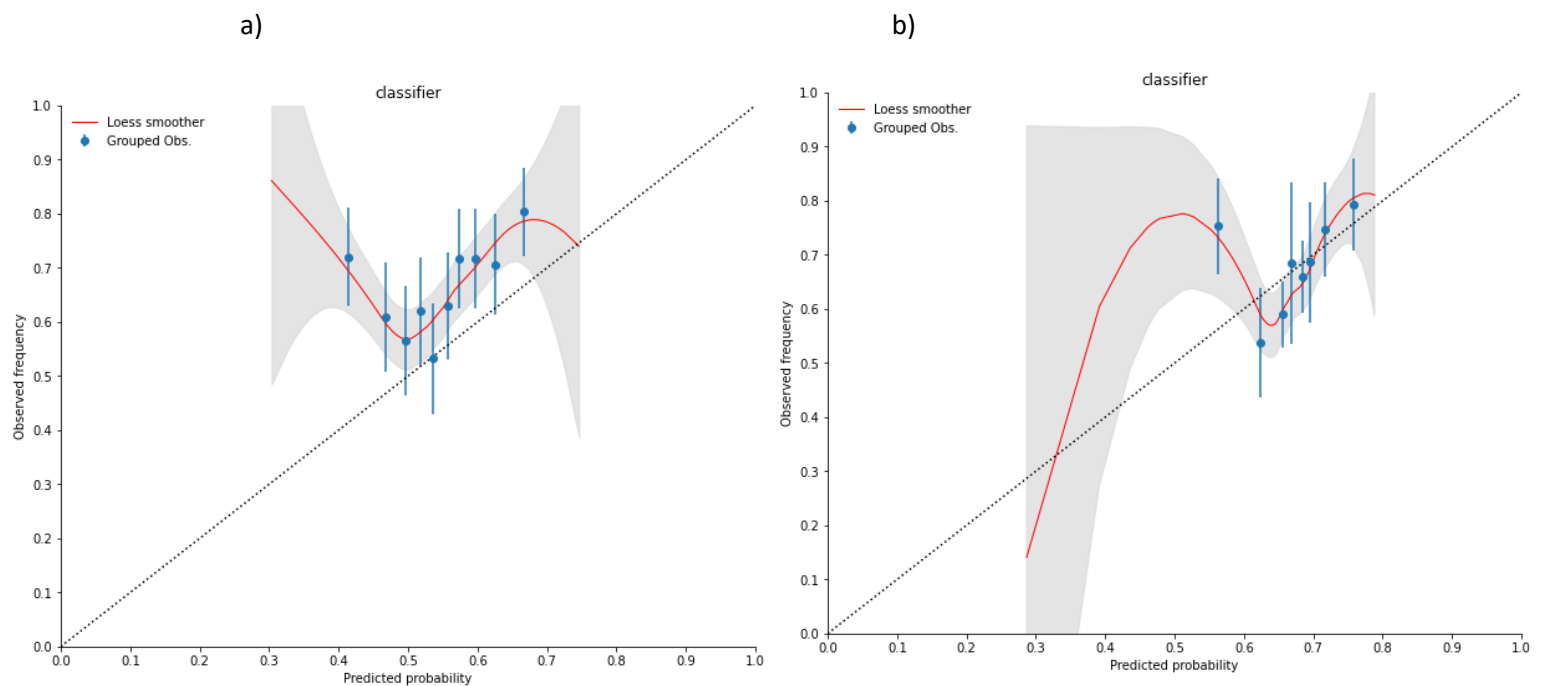 a)
classifier
Loess smoother
Grouped Obs.
Observed frequency
1.0
0.9
0.8
0.7
0.6
0.5
0.4
0.3
0.2
0.1
0.0
0.0 0.1 0.2 0.3 0.4 0.5 0.6 0.7 0.8 0.9 1.0
Predicted probability
b)
classifier
Loess smoother
Grouped Obs.
Observed frequency
1.0
0.9
0.8
0.7
0.6
0.5
0.4
0.3
0.2
0.1
0.0
0.0 0.1 0.2 0.3 0.4 0.5 0.6 0.7 0.8 0.9 1.0
Predicted probability